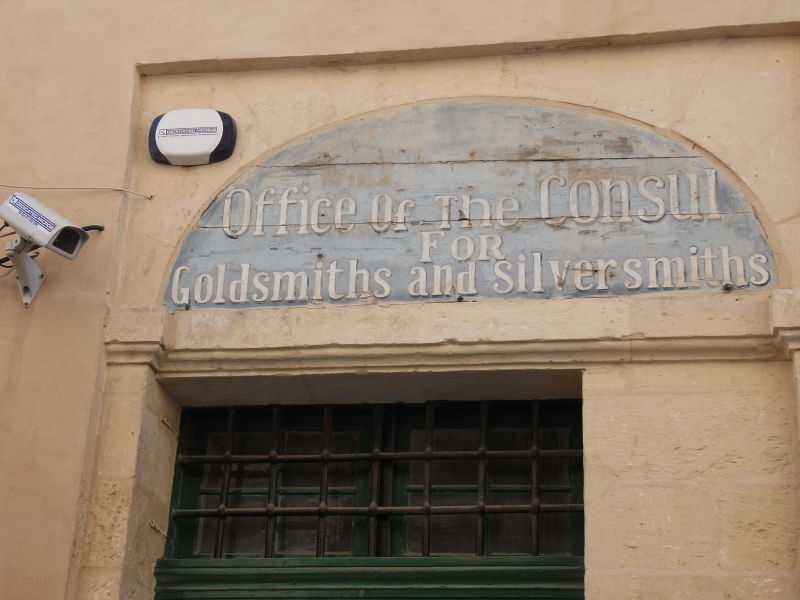 Office of The Consul
FOR
Goldsmiths and Silversmiths